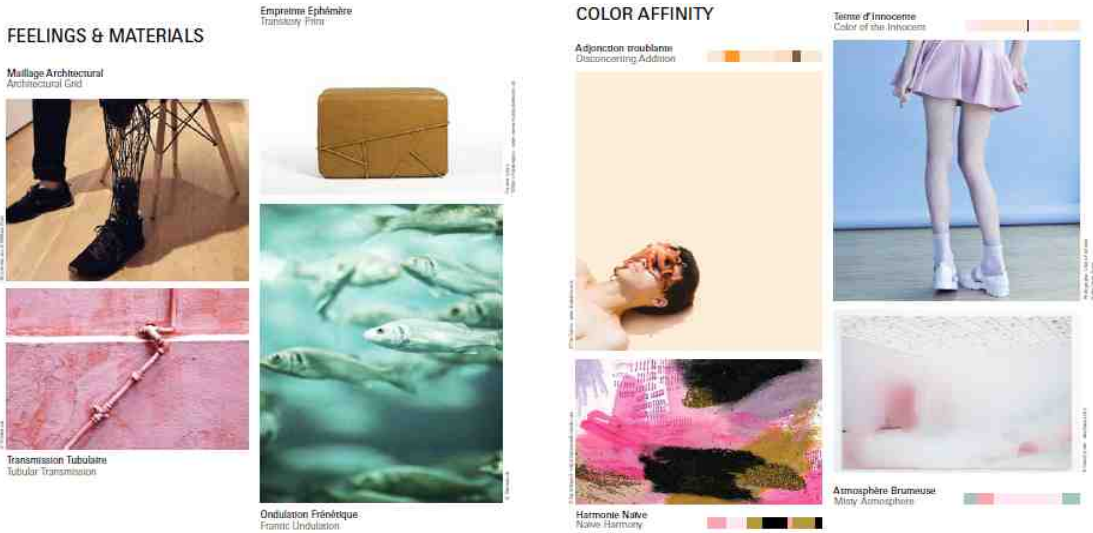 FEELINGS & MATERIALS
Maillage Architectural
Architectural Grid
Transmission Tubulaire
Tubular Transmission
Empreinte Ephémère
Transitory Print
Ondulation Frénétique
Frantic Undulation
COLOR AFFINITY
Adjonction troublante
Disconcerting Addition
Harmonie Naïve
Naive Harmony
Teinte d'Innocente
Color of the Innocent
Atmosphère Brumeuse
Misty Atmosphere